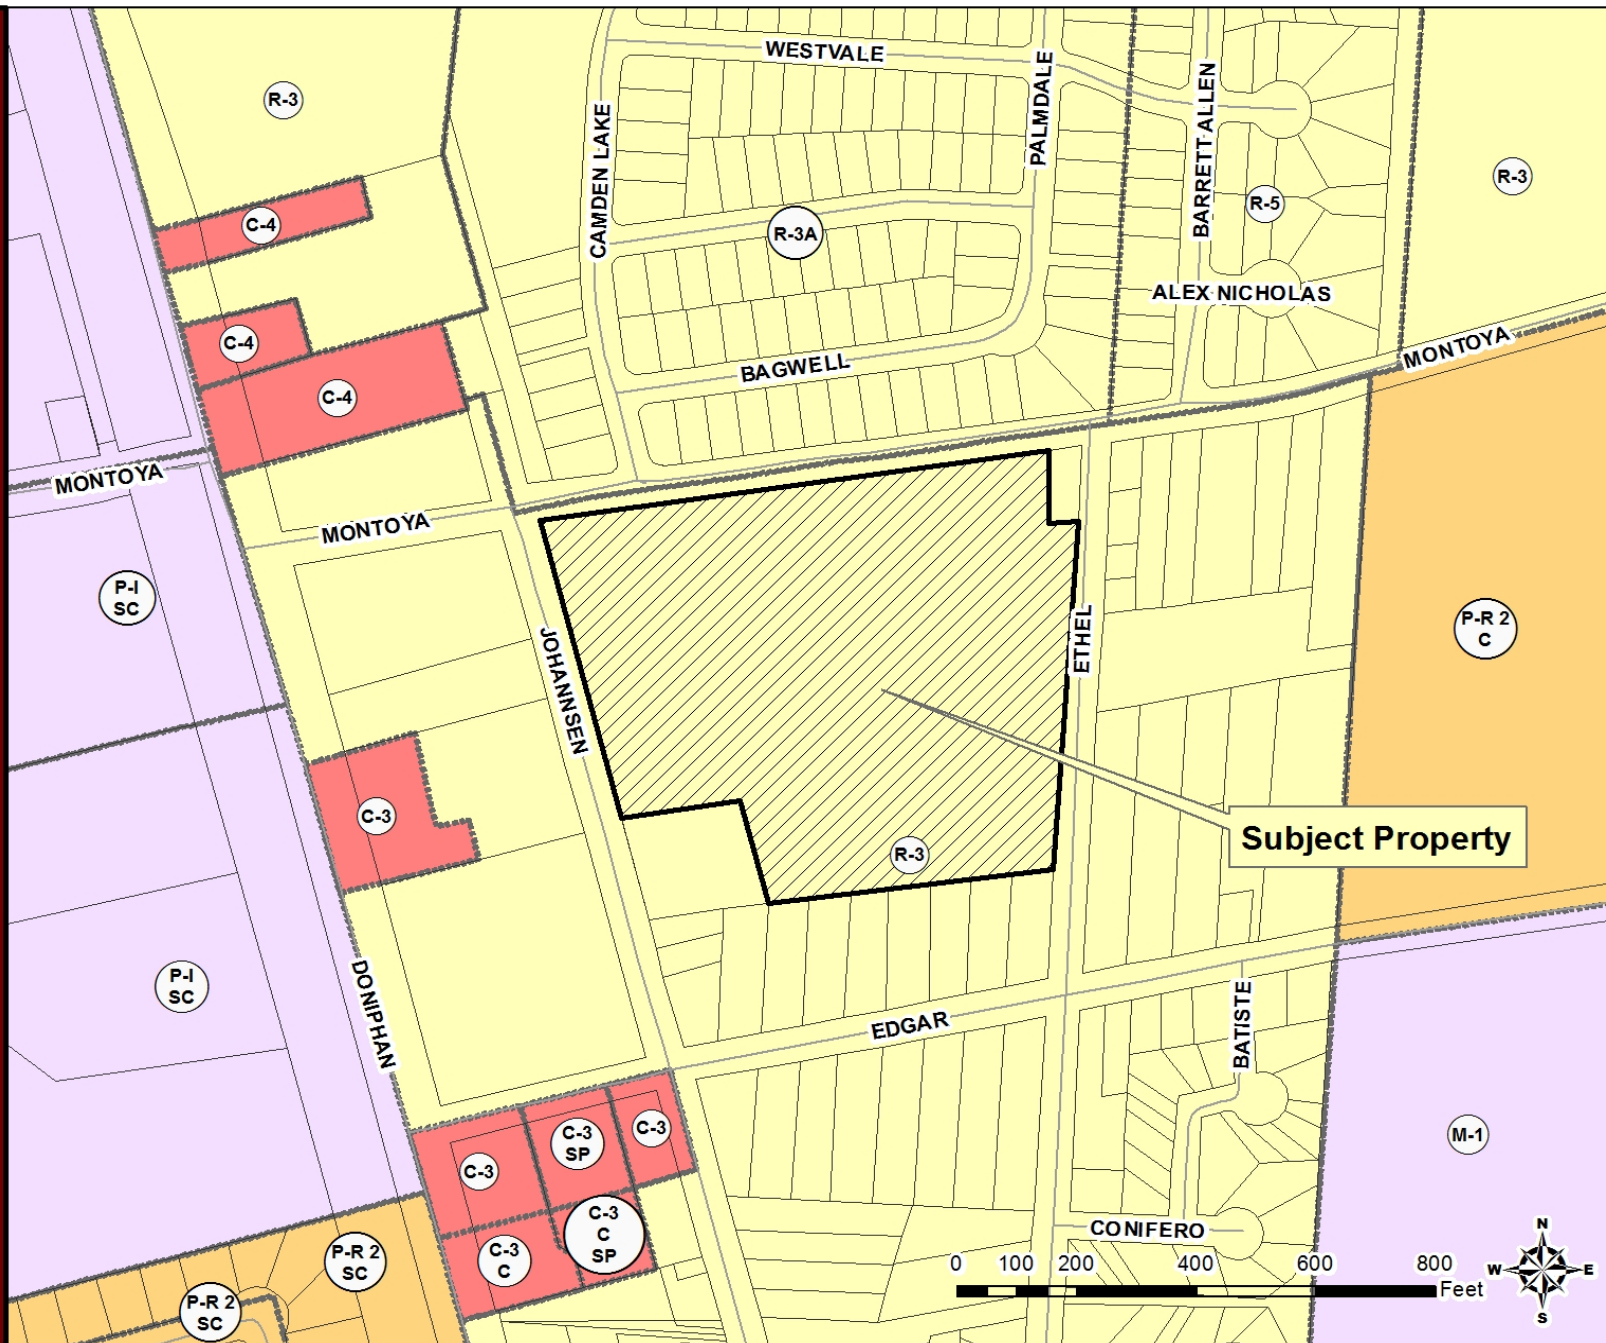 WESTVALE
PALMDALE
BARRETT ALLEN
CAMDEN LAKE
R-3
R-3
R-5
C-4
R-3A
ALEX NICHOLAS
C-4
MONTOYA
BAGWELL
C-4
MONTOYA
MONTOYA
P-I
SC
P-R 2
C
ETHEL
JOHANNSEN
C-3
Subject Property
R-3
P-I
SC
DONIPHAN
EDGAR
BATISTE
C-3
SP
C-3
M-1
C-3
C-3
C
SP
CONIFERO
P-R 2
SC
C-3
C
P-R 2
SC
0 100 200 400 600 800
Feet
N
W E
S